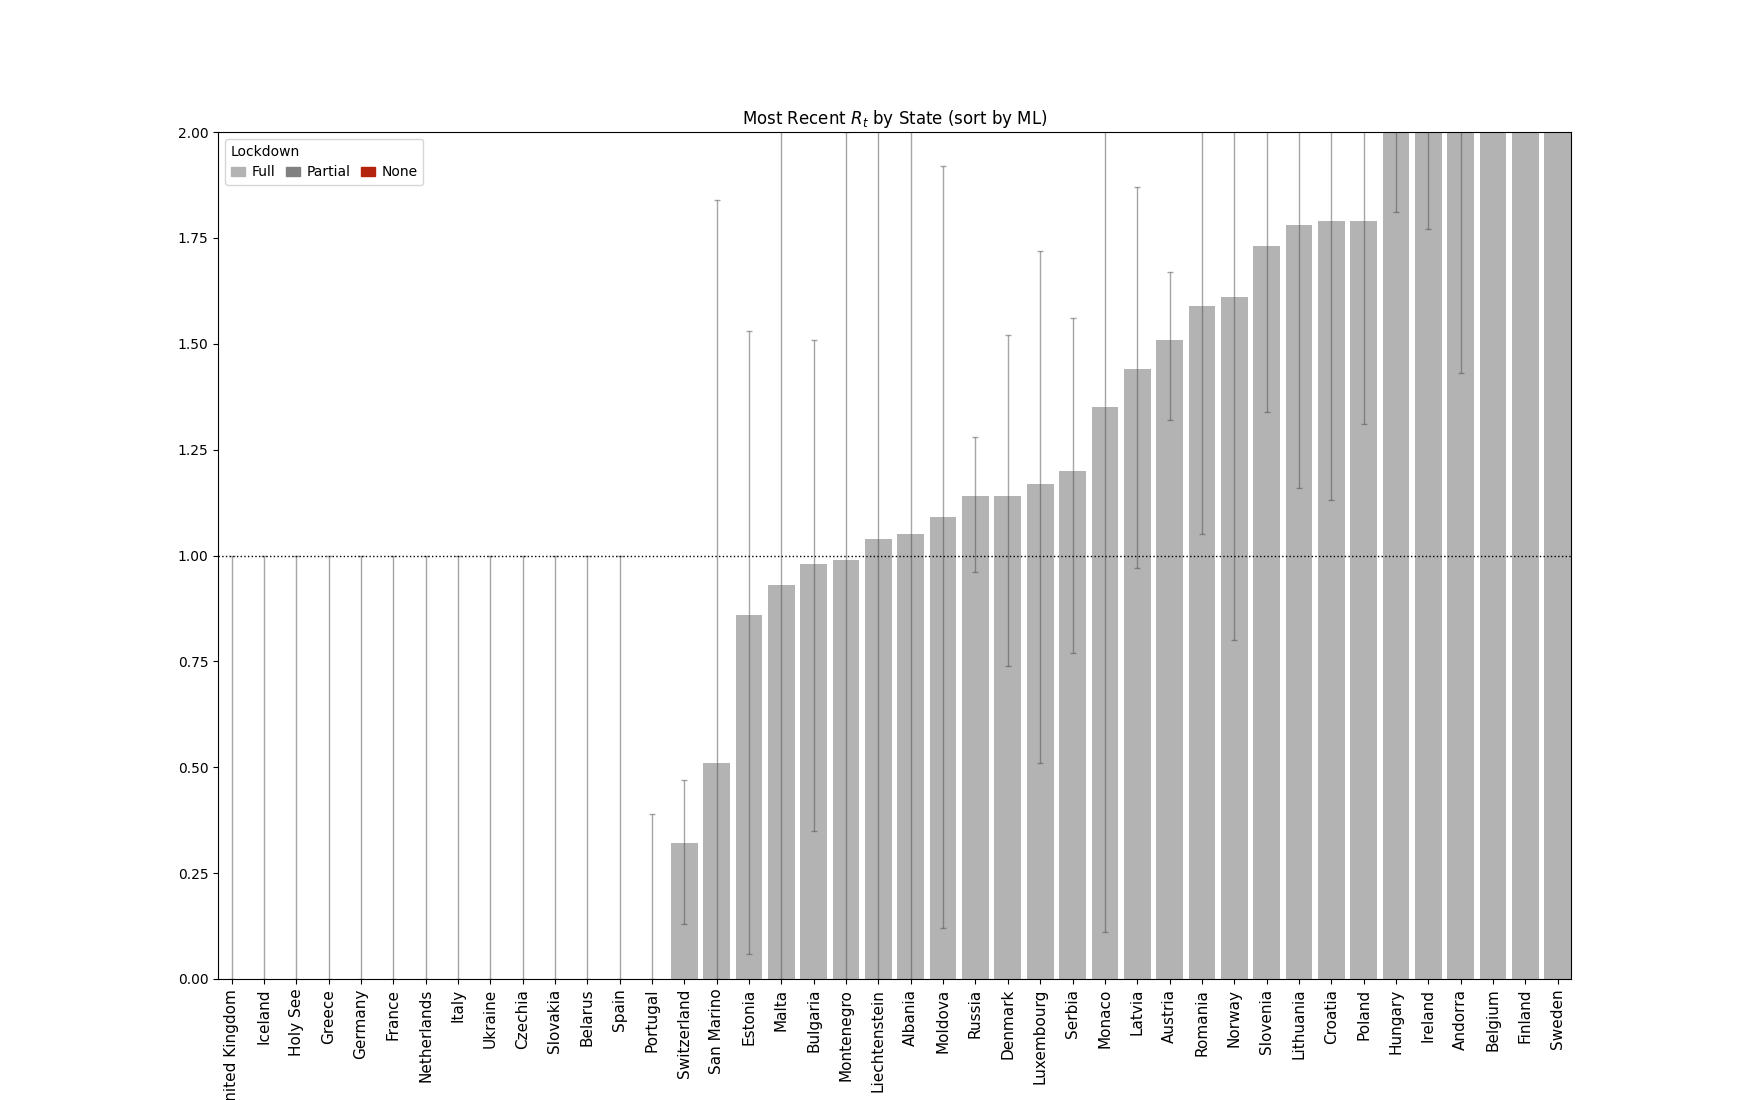 Most Recent Rt by State (sort by ML)
2.00
Lockdown
Full Partial None
1.75
1.50
1.25
1.00
0.75
0.50
0.25
0.00
nited Kingdom
Iceland
Holy See
Greece
Germany
France
Netherlands
Italy
Ukraine
Czechia
Slovakia
Belarus
Spain
Portugal
Switzerland
San Marino
Estonia
Malta
Bulgaria
Montenegro
Liechtenstein
Albania
Moldova
Russia
Denmark
Luxembourg
Serbia
Monaco
Latvia
Austria
Romania
Norway
Slovenia
Lithuania
Croatia
Poland
Hungary
Ireland
Andorra
Belgium
Finland
Sweden